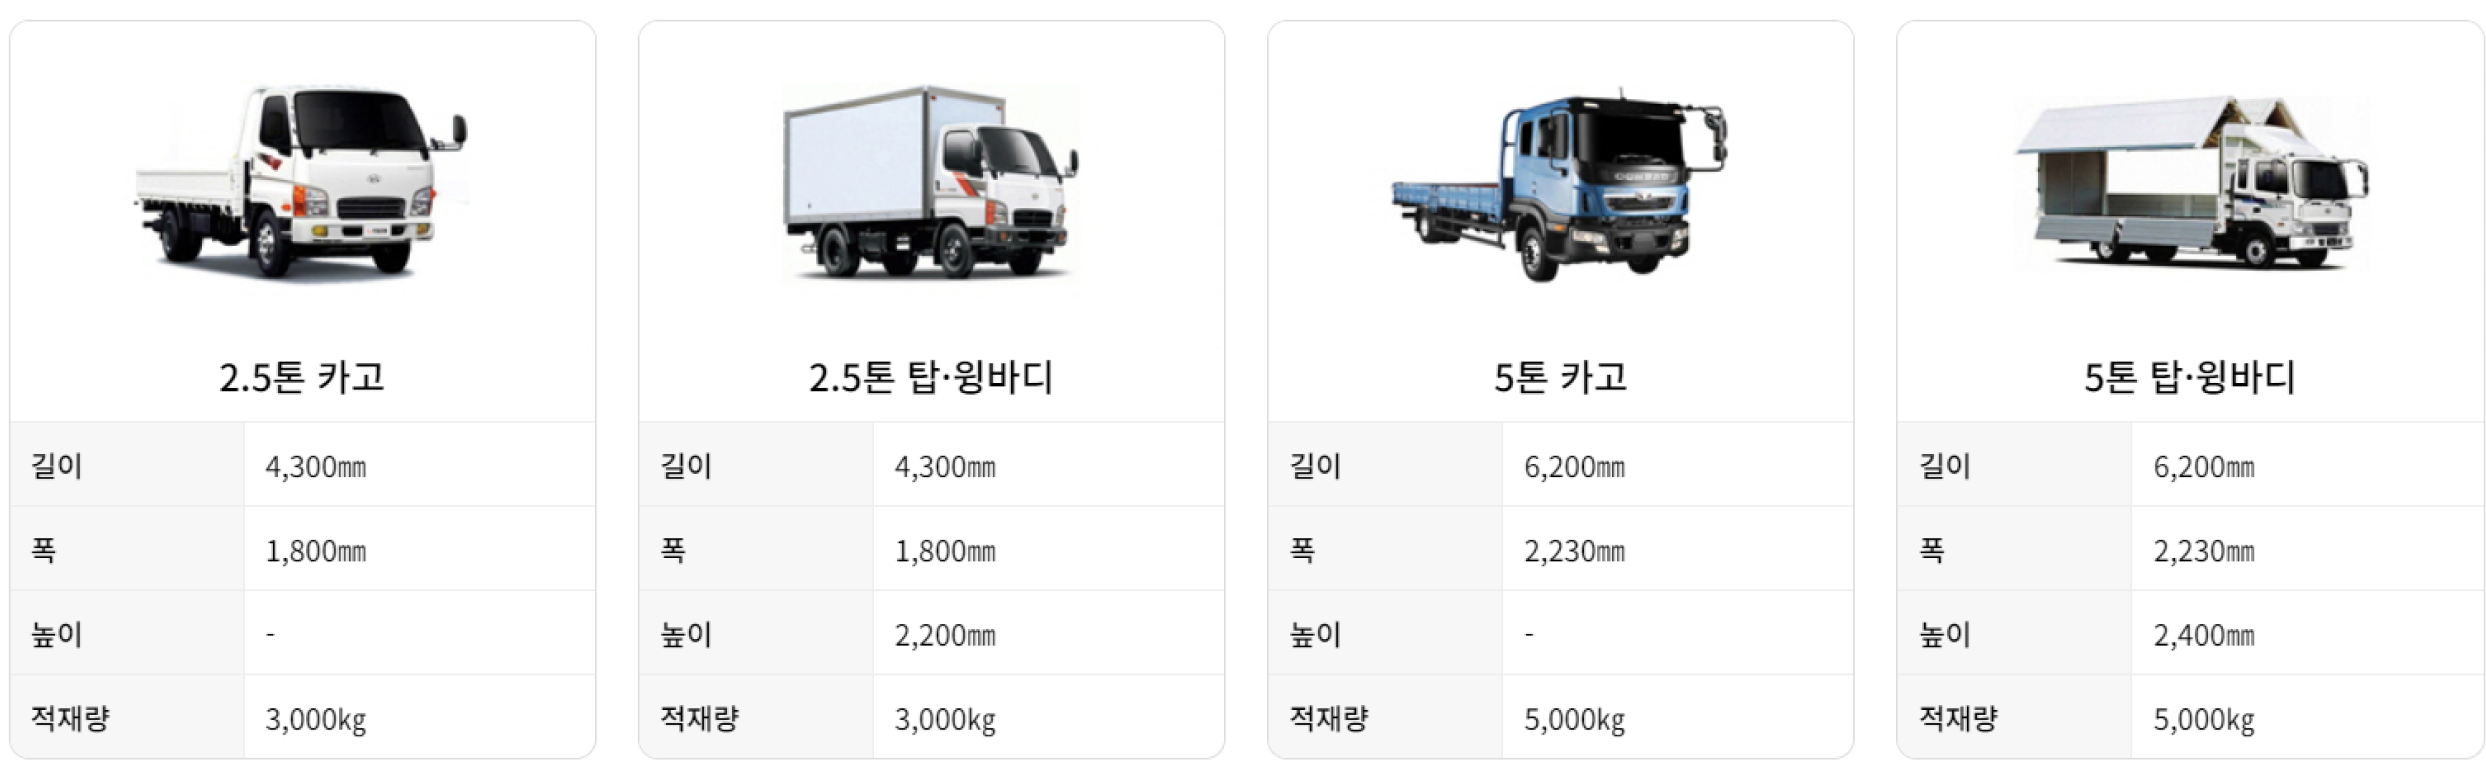 2.5톤 카고
길이 4,300㎜
폭 1,800㎜
높이 -
적재량 3,000kg
2.5톤 탑·윙바디
길이 4,300㎜
폭 1,800㎜
높이 2,200㎜
적재량 3,000kg
5톤 카고
길이 6,200㎜
폭 2,230㎜
높이 -
적재량 5,000kg
5톤 탑·윙바디
길이 6,200㎜
폭 2,230㎜
높이 2,400㎜
적재량 5,000kg